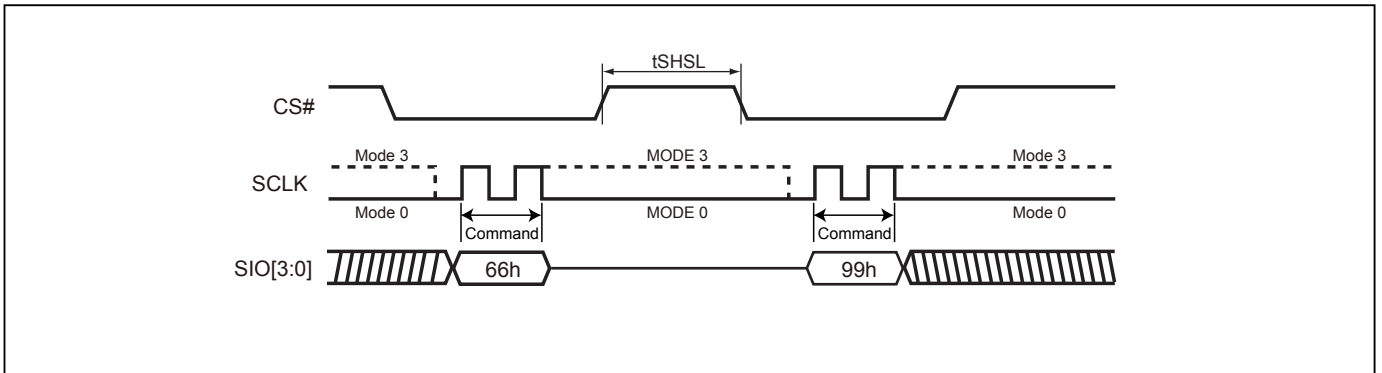 tSHSL
CS#
Mode 3 MODE 3 Mode 3
SCLK
Mode 0 MODE 0 Mode 0
Command Command
SIO[3:0] 66h 99h